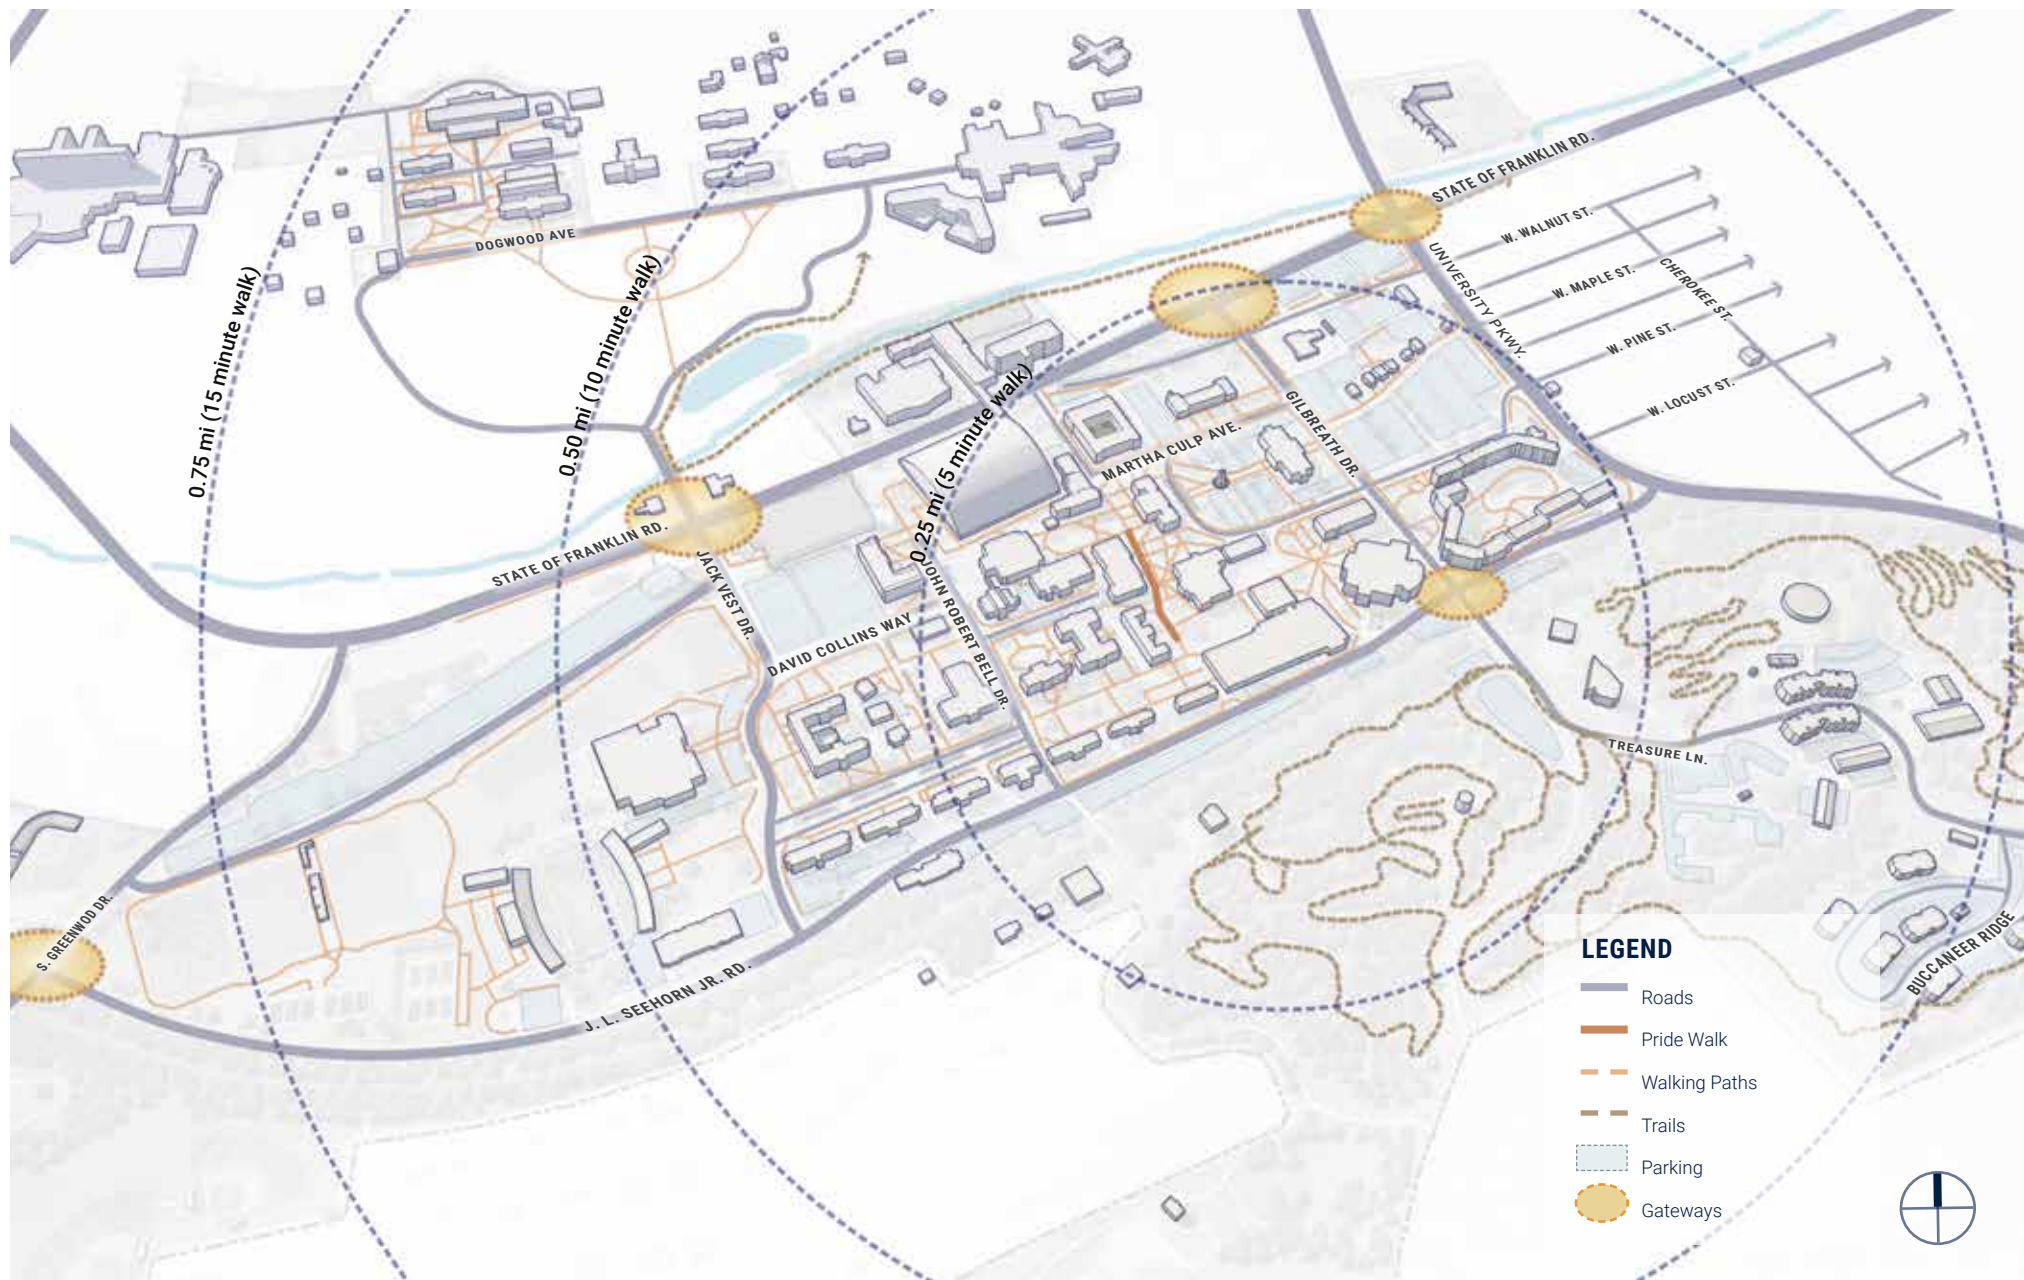 STATE OF FRANKLIN RD.
W. WALNUT ST.
DOGWOOD AVE
UNIVERSITY PKWY.
W. MAPLE ST.
CHEROKEE ST.
W. PINE ST.
0.75 mi (15 minute walk)
0.50 mi (10 minute walk)
0.25 mi (5 minute walk)
W. LOCUST ST.
GILBREATH DR.
MARTHA CULP AVE.
STATE OF FRANKLIN RD.
JACK VEST DR.
JOHN ROBERT BELL DR.
DAVID COLLINS WAY
TREASURE LN.
S. GREENWOD DR.
J. L. SEEHORN JR. RD.
BUCCANEER RIDGE
LEGEND
Roads
Pride Walk
Walking Paths
Trails
Parking
Gateways